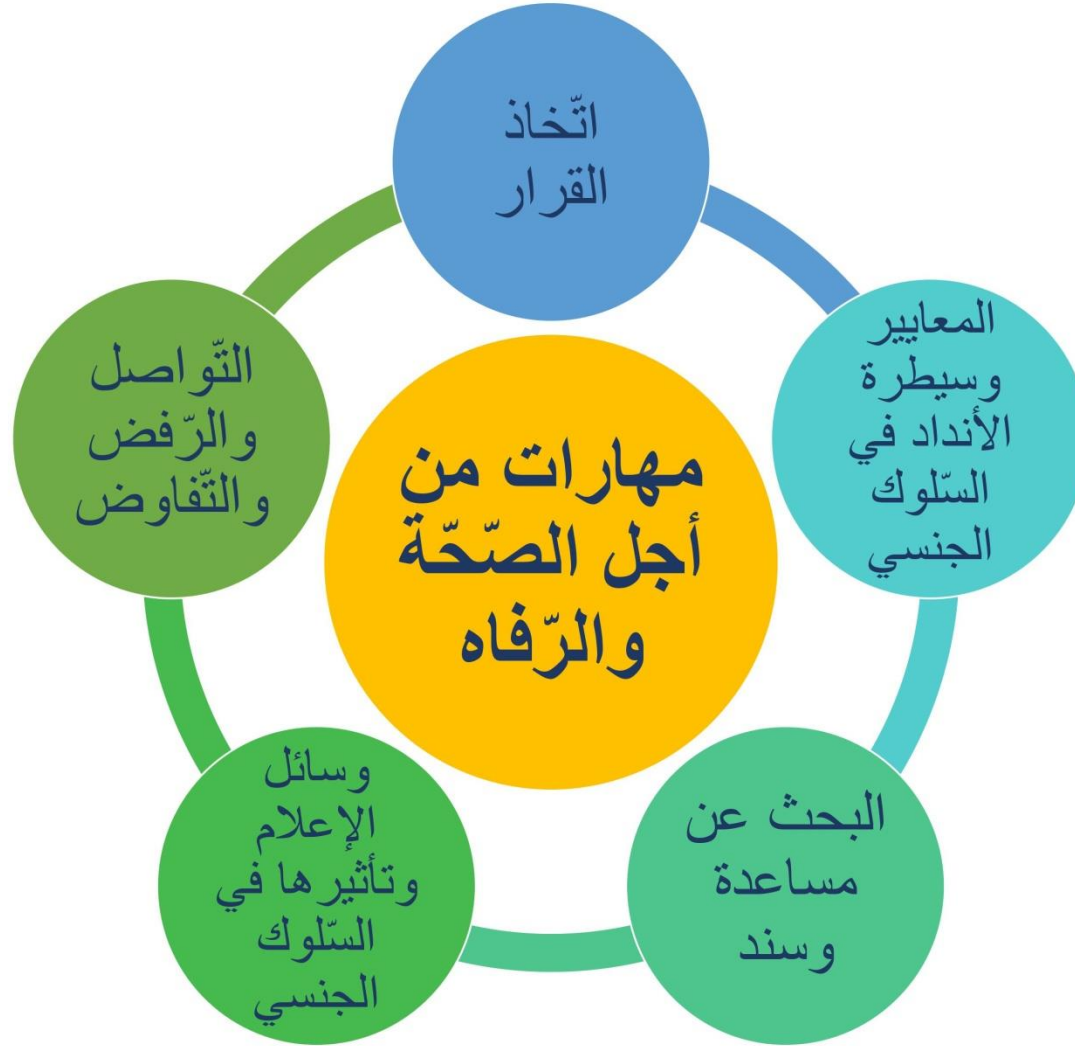 اتّخاذ
القرار
المعايير
وسيطرة
الأنداد في
السّلوك
الجنسي
البحث عن
مساعدة
وسند
وسائل
الإعلام
وتأثيرها في
السّلوك
الجنسي
التّواصل
والرّفض
والتّفاوض
مهارات من
أجل الصّحّة
والرّفاه